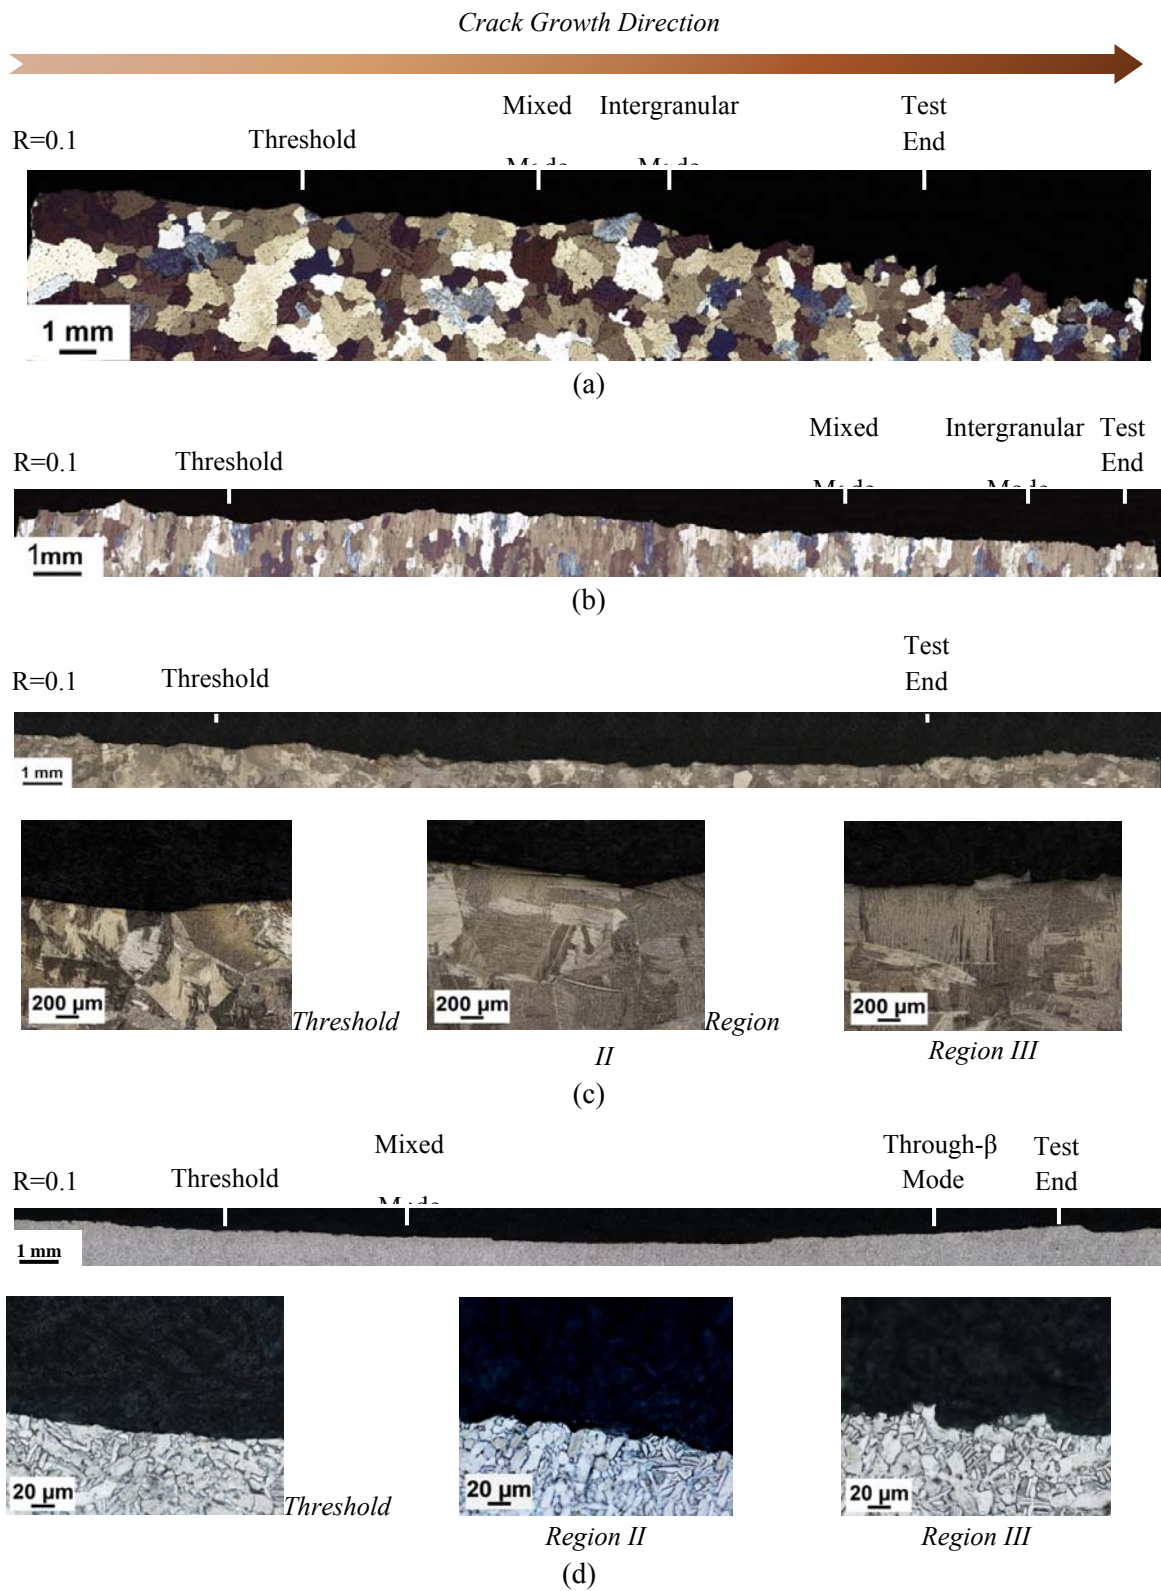 Crack Growth Direction
Mixed Intergranular Test
R=0.1 Threshold End
1 mm
(a)
Mixed Intergranular Test
R=0.1 Threshold End
1mm
(b)
Test
R=0.1 Threshold End
1 mm
200 µm Threshold 200 µm Region 200 µm
II Region III
(c)
Mixed Through-β Test
R=0.1 Threshold Mode End
1 mm
20 µm Threshold 20 µm 20 µm
Region II Region III
(d)